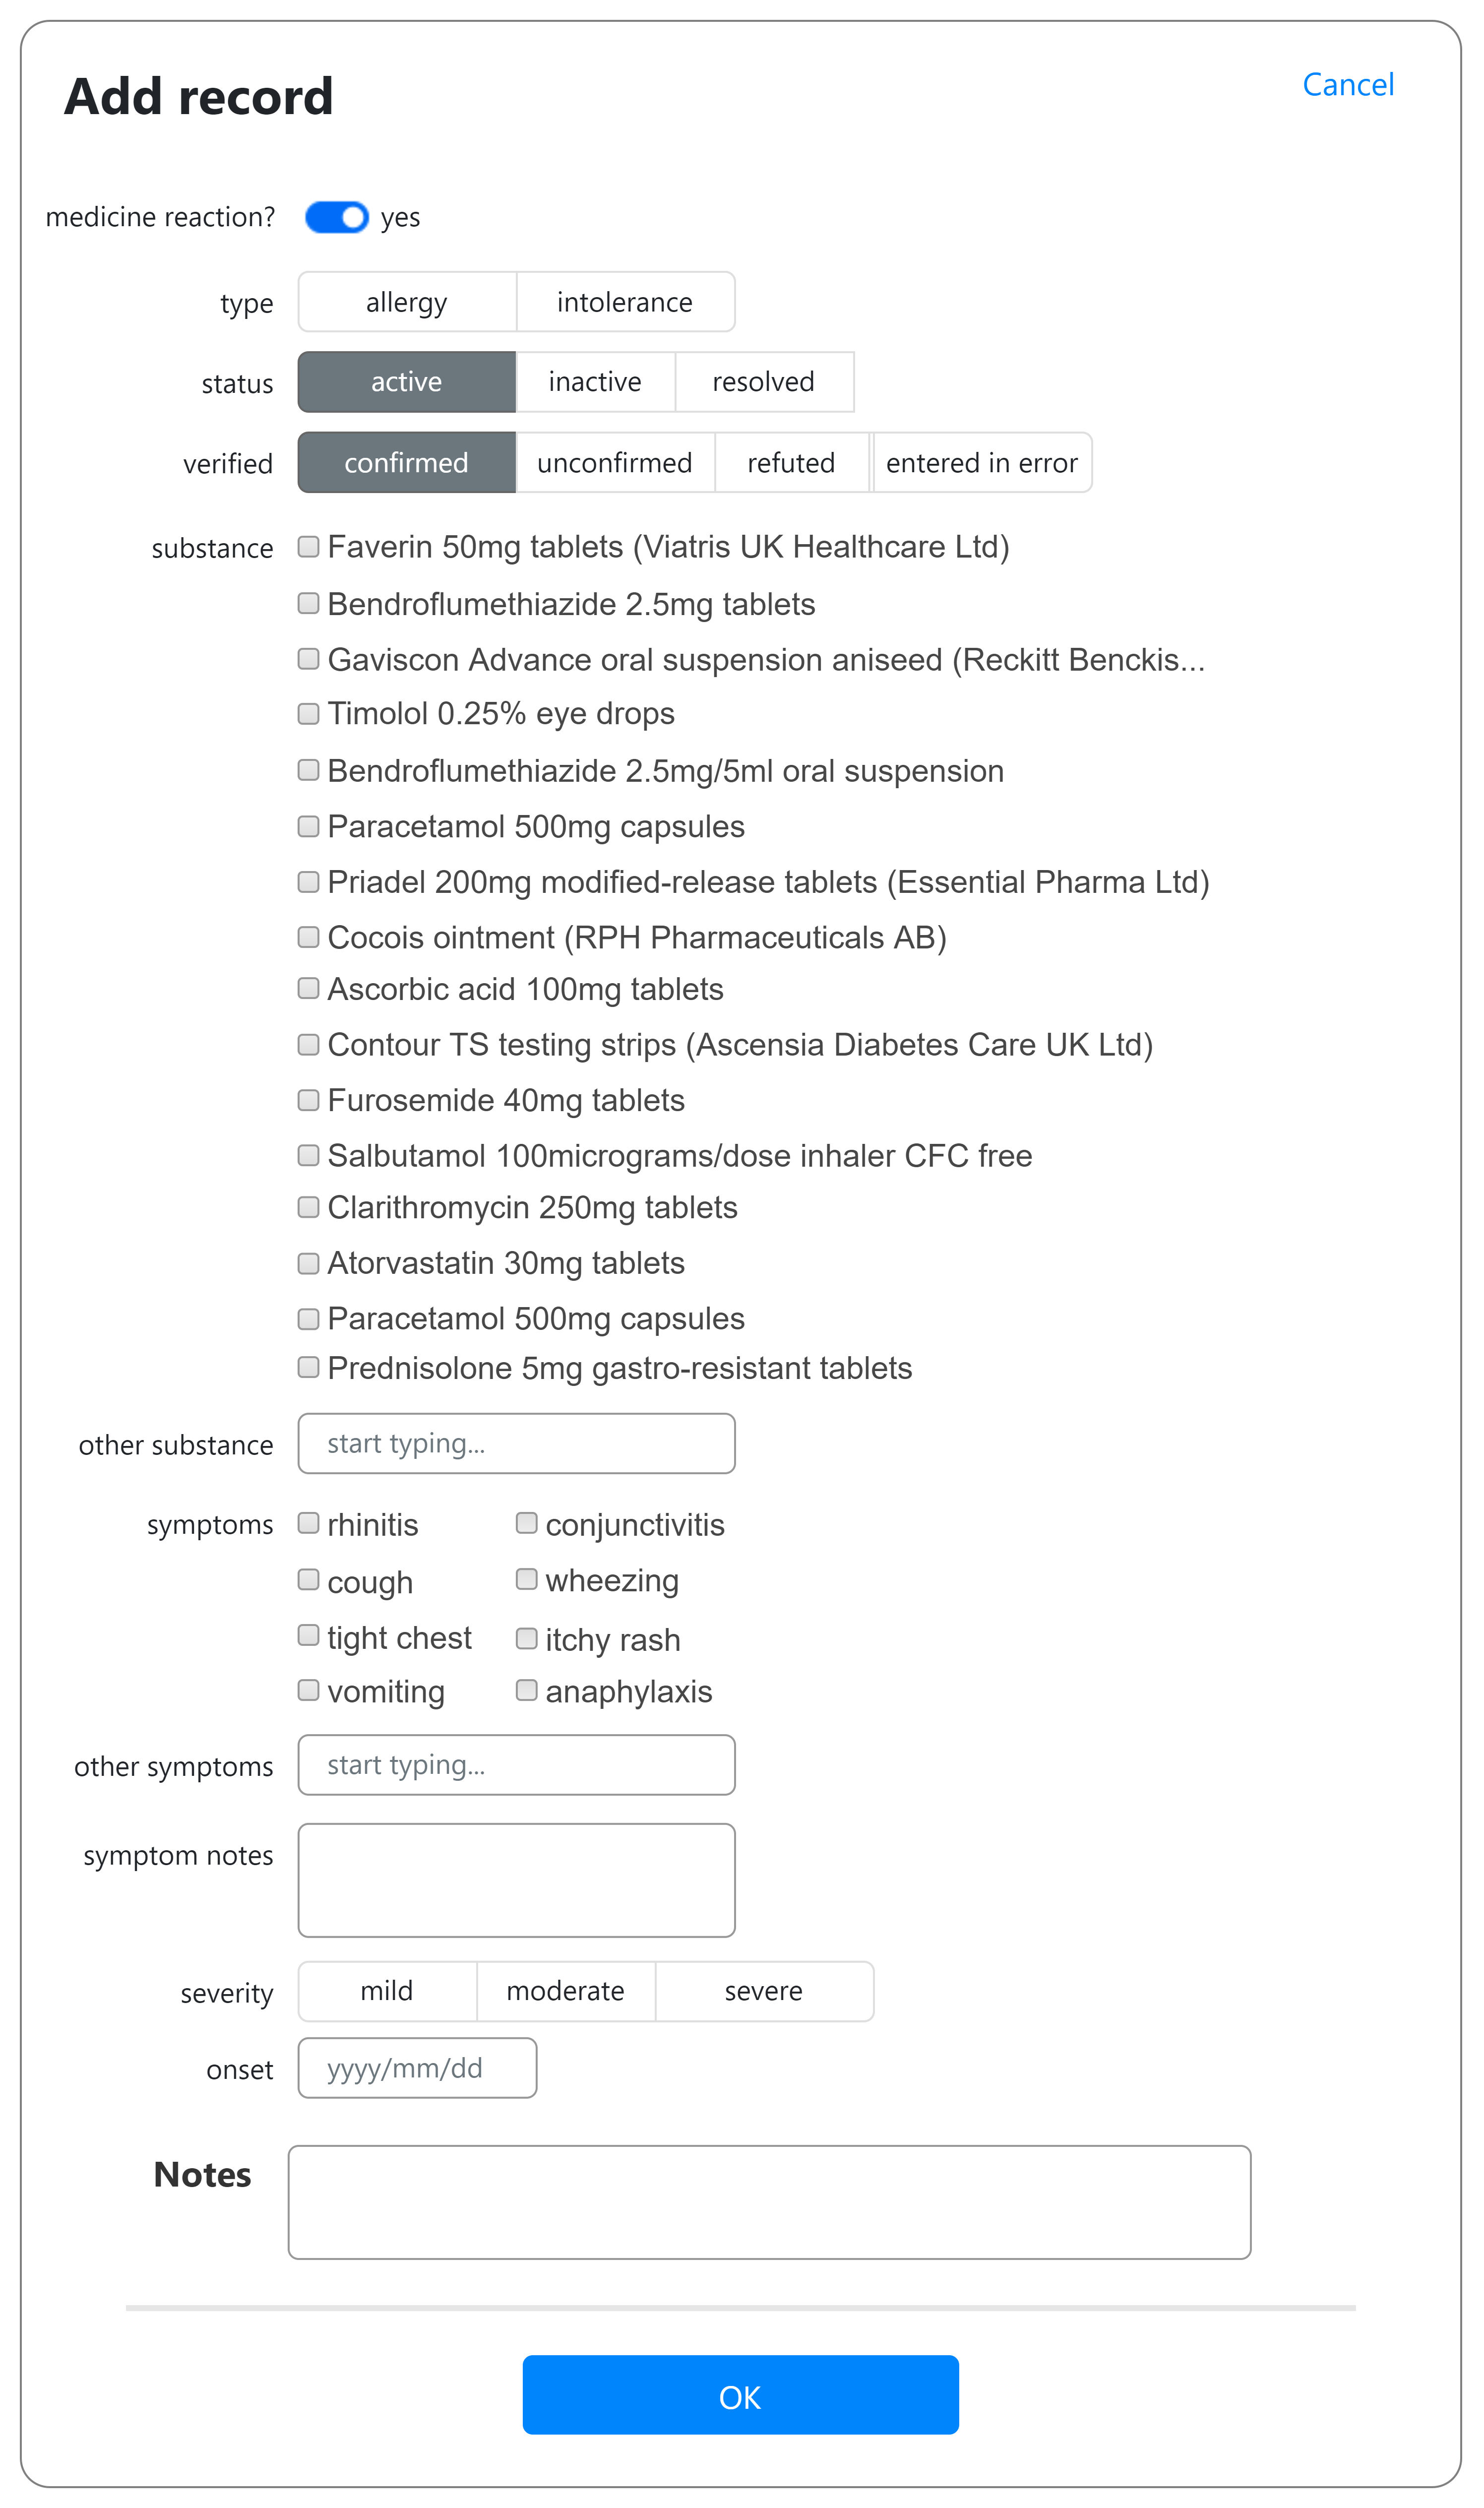 Add record
Cancel
medicine reaction? yes
type allergy intolerance
status active inactive resolved
verified confirmed unconfirmed refuted entered in error
substance Faverin 50mg tablets (Viatris UK Healthcare Ltd)
Bendroflumethiazide 2.5mg tablets
Gaviscon Advance oral suspension aniseed (Reckitt Benckis...
Timolol 0.25% eye drops
Bendroflumethiazide 2.5mg/5ml oral suspension
Paracetamol 500mg capsules
Priadel 200mg modified-release tablets (Essential Pharma Ltd)
Cocois ointment (RPH Pharmaceuticals AB)
Ascorbic acid 100mg tablets
Contour TS testing strips (Ascensia Diabetes Care UK Ltd)
Furosemide 40mg tablets
Salbutamol 100micrograms/dose inhaler CFC free
Clarithromycin 250mg tablets
Atorvastatin 30mg tablets
Paracetamol 500mg capsules
Prednisolone 5mg gastro-resistant tablets
other substance start typing...
symptoms rhinitis conjunctivitis
cough wheezing
tight chest itchy rash
vomiting anaphylaxis
other symptoms start typing...
symptom notes
severity mild moderate severe
onset yyyy/mm/dd
Notes
OK